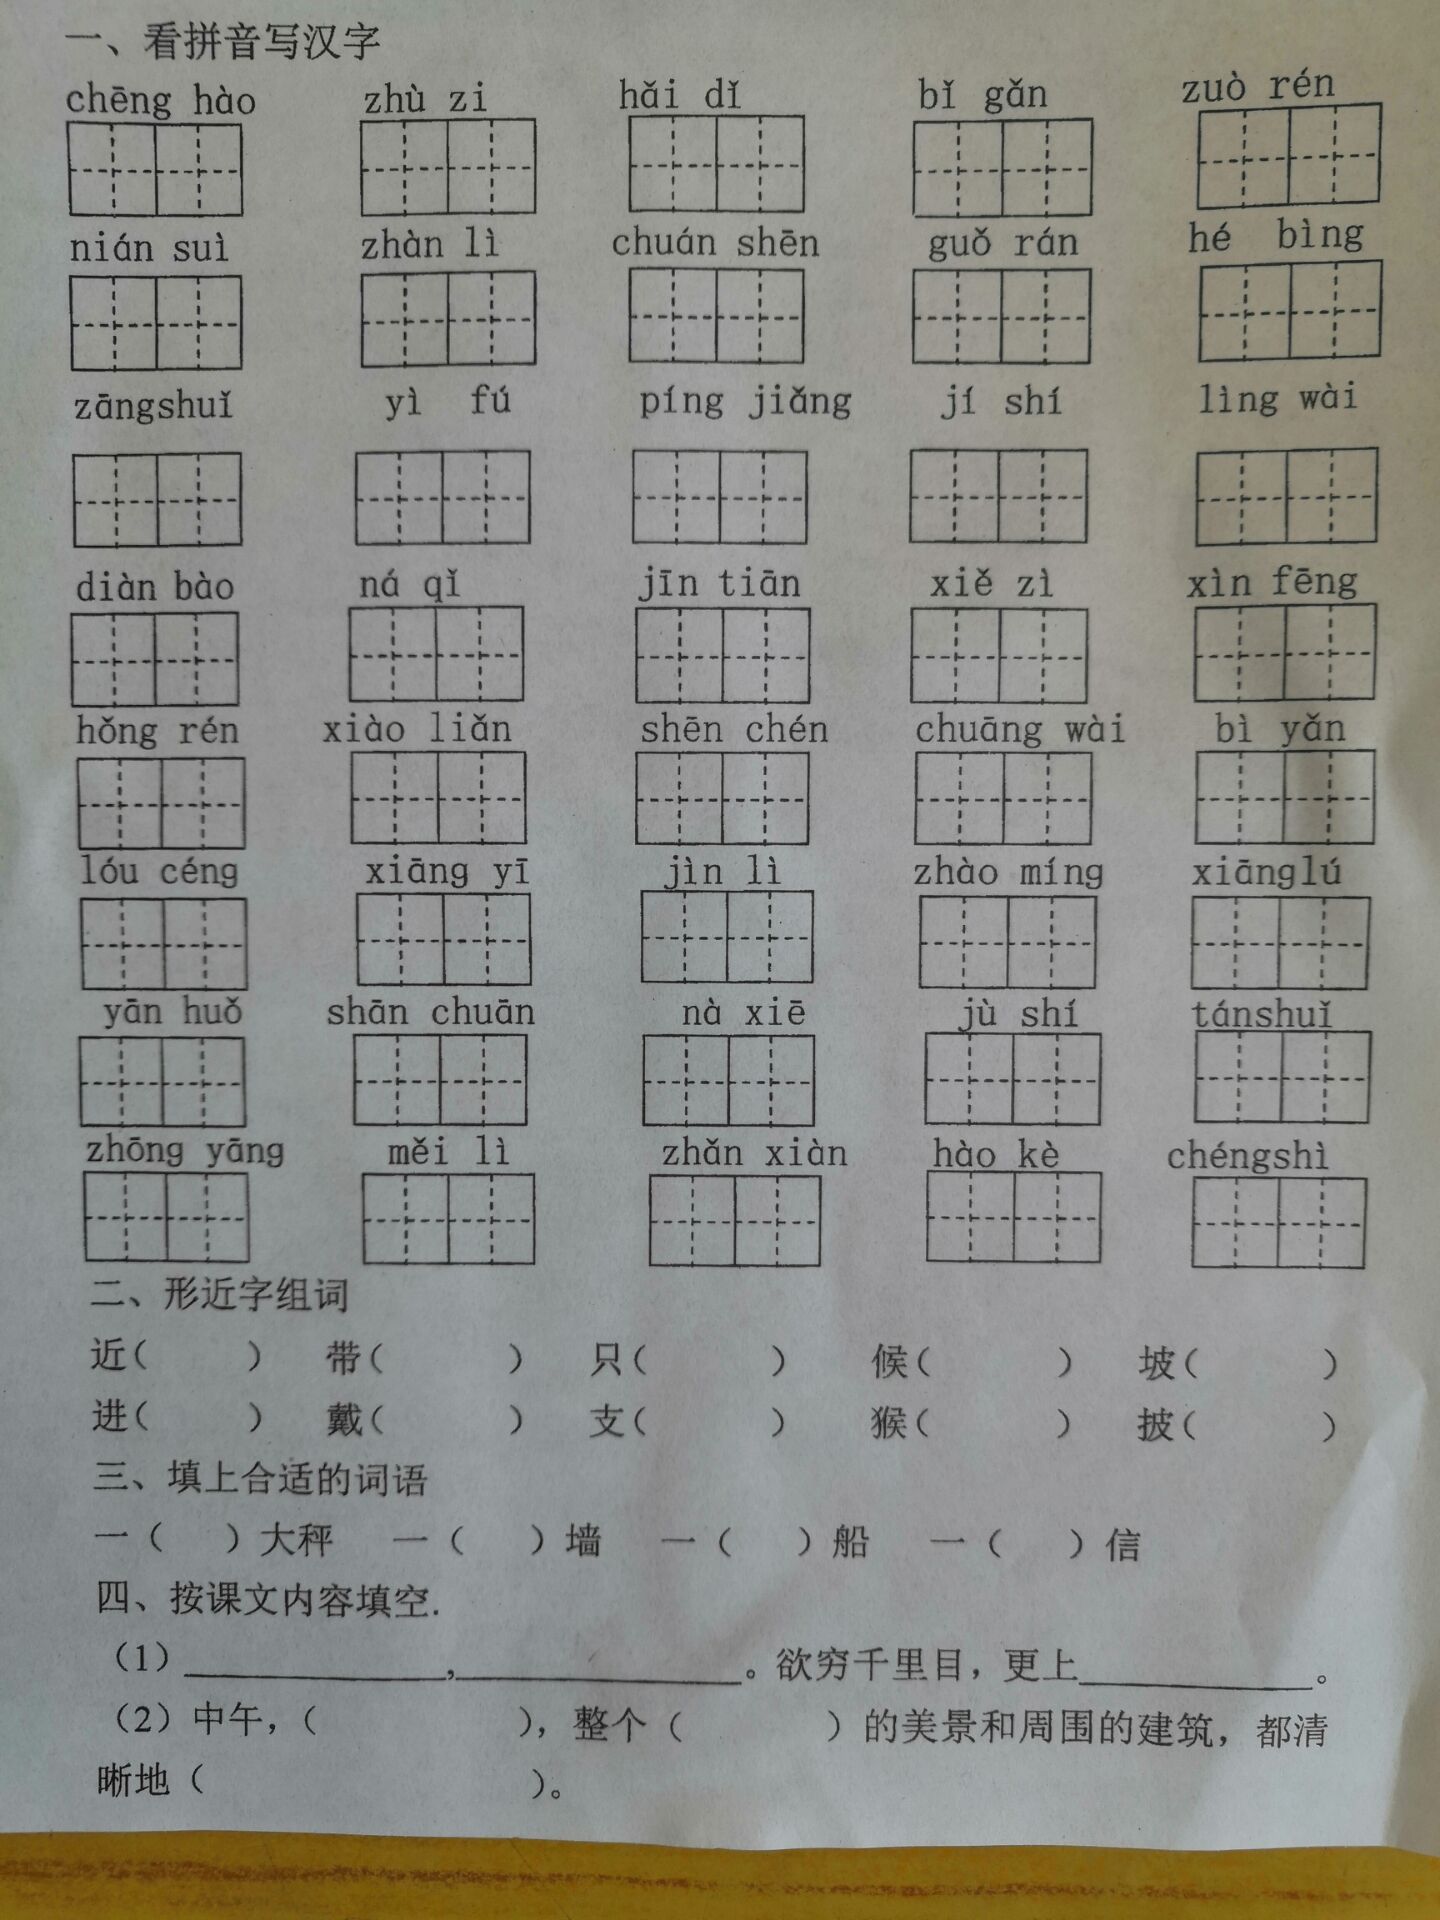 一、看拼音写汉字
chēng hào zhù zi hǎi dǐ bǐ gǎn zuò rén
nián suì zhàn lì chuán shēn guǒ rán hé bìng
zāngshuǐ yì fú píng jiǎng jí shí lìng wài
diàn bào ná qǐ jīn tiān xiě zì xìn fēng
hǒng rén xiào liǎn shēn chén chuāng wài bì yǎn
lóu céng xiāng yī jìn lì zhào míng xiānglú
yān huǒ shān chuān nà xiē jù shí tánshuǐ
zhōng yāng měi lì zhǎn xiàn hào kè chéngshì
二、形近字组词
近( ) 带( ) 只( ) 候( ) 坡( )
进( ) 戴( ) 支( ) 猴( ) 披( )
三、填上合适的词语
一（ ）大秤 一（ ）墙 一（ ）船 一（ ）信
四、按课文内容填空.
（1）______,______。欲穷千里目，更上______。
（2）中午，（ ），整个（ ）的美景和周围的建筑，都清
晰地（ ）。